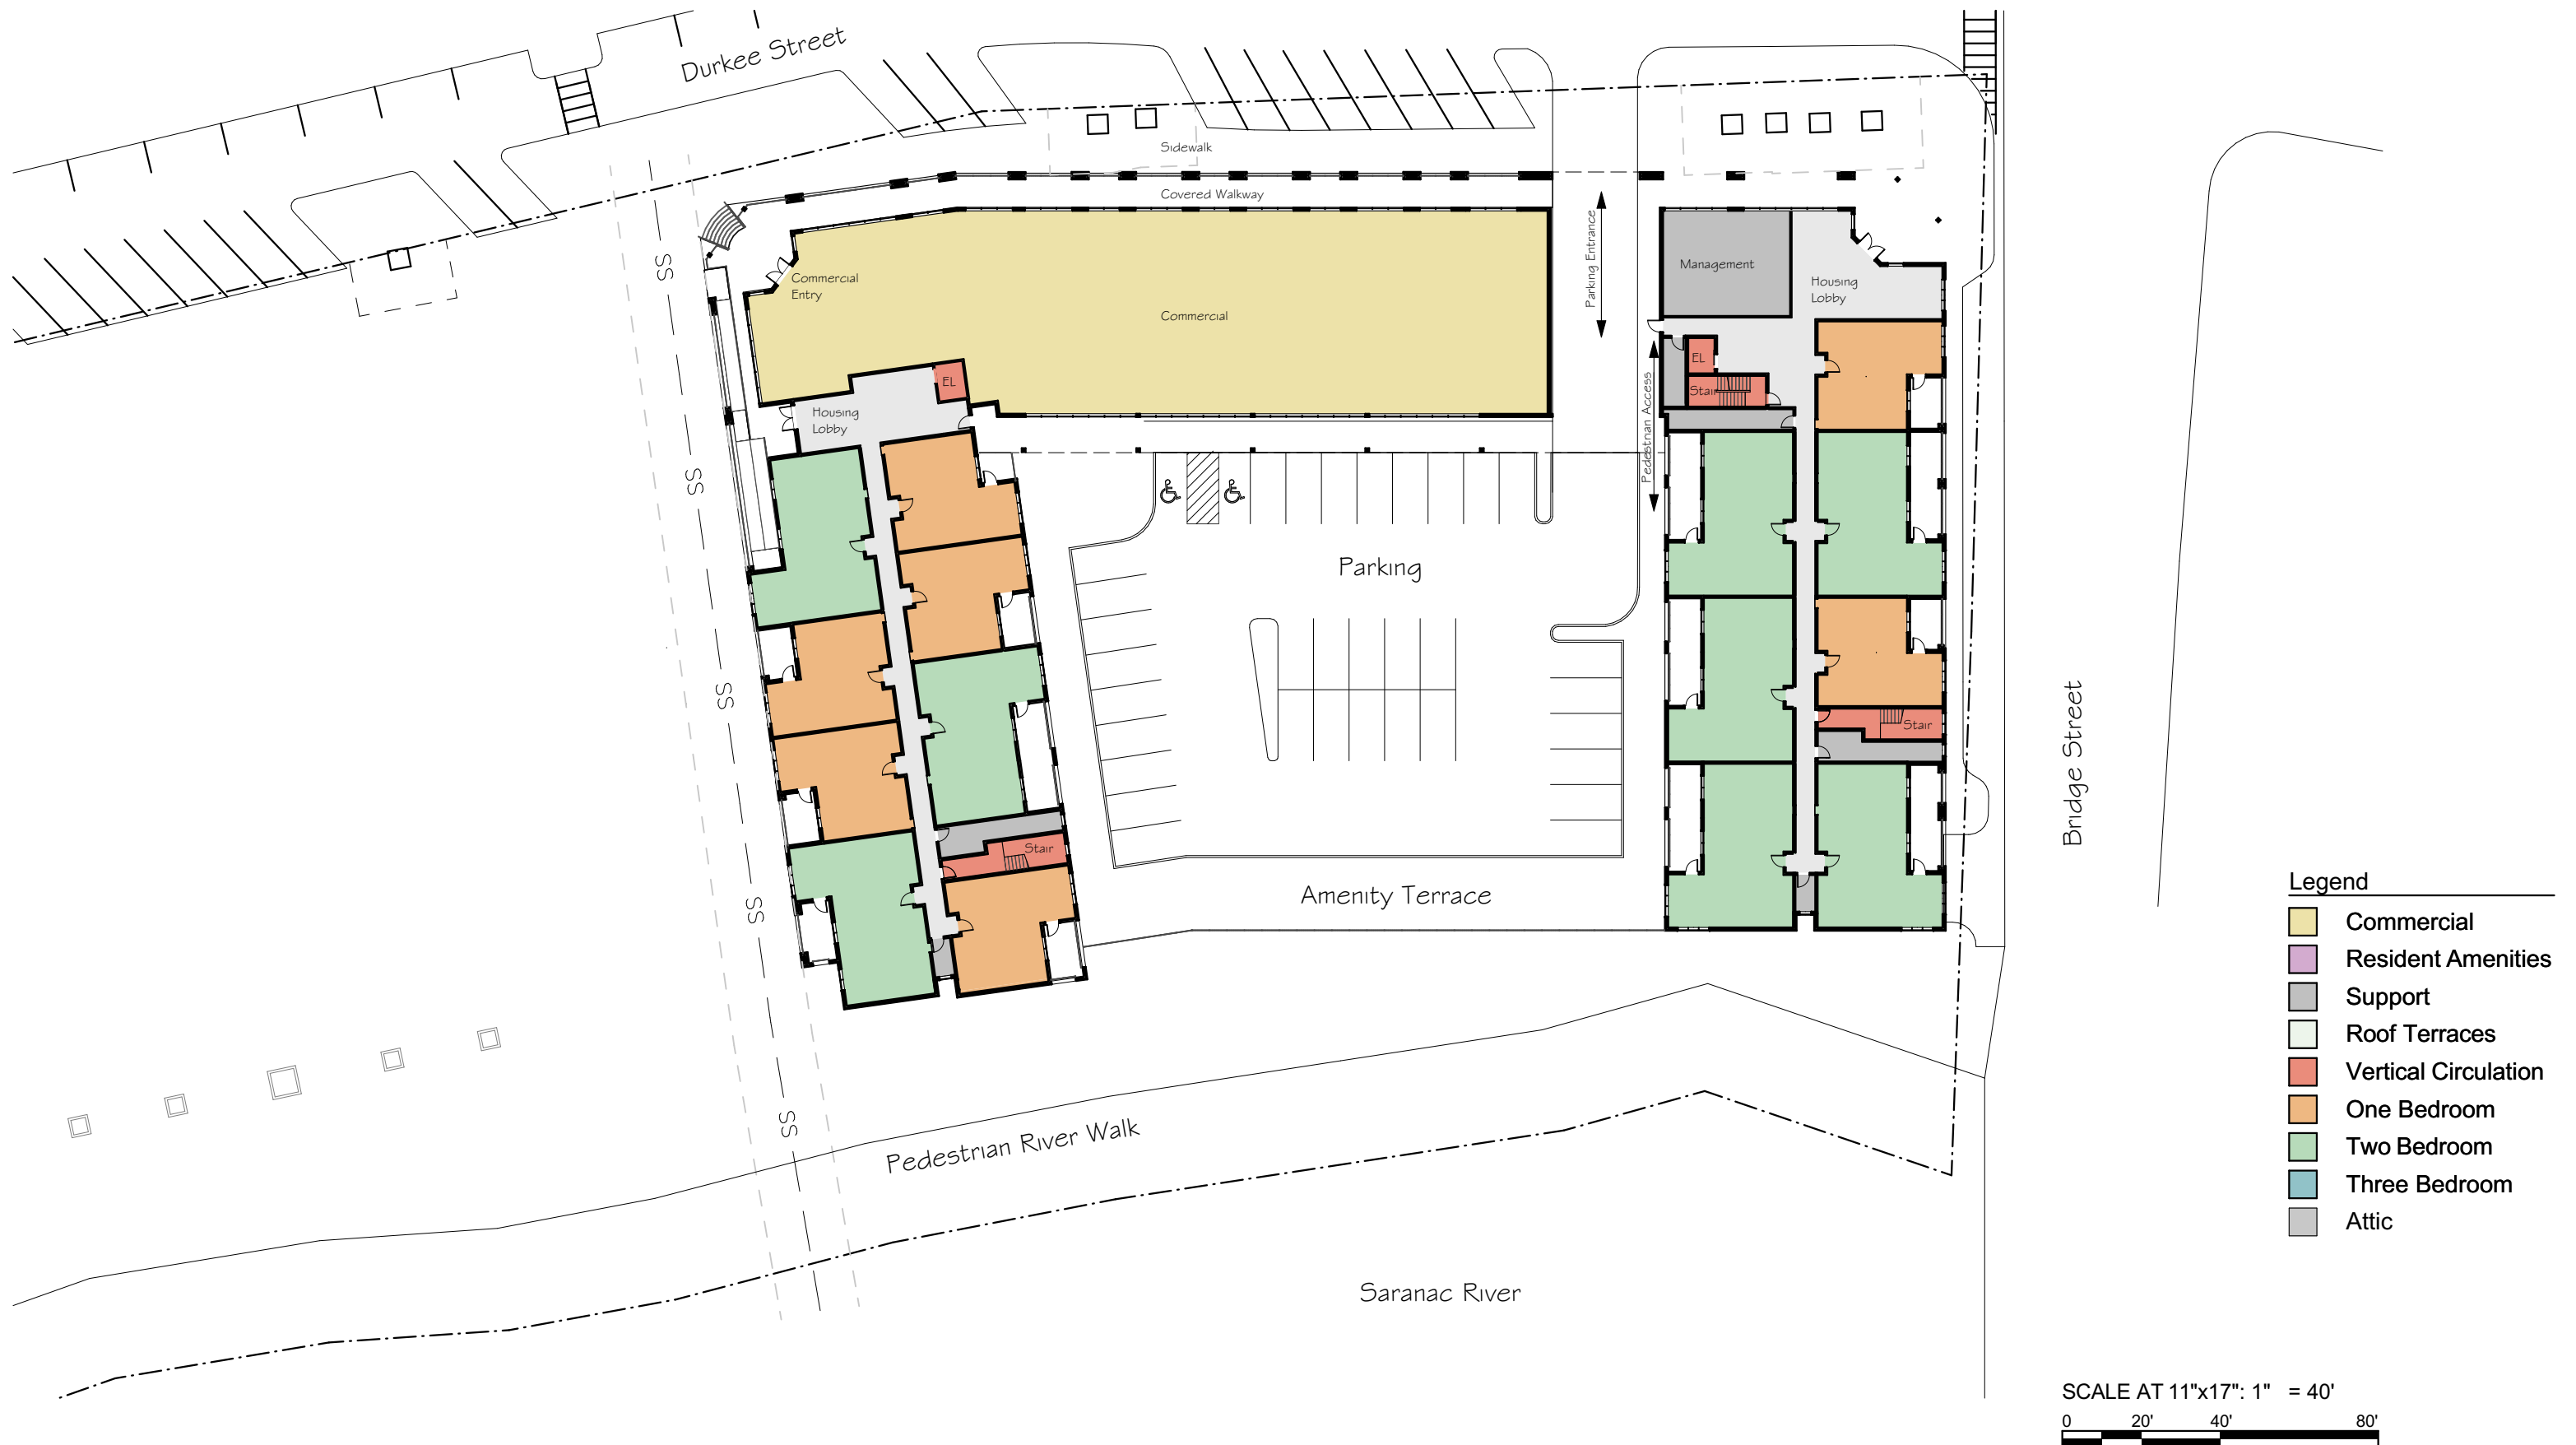 Durkee Street
Sidewalk
Covered Walkway
Parking Entrance
SS
Commercial
Entry
Commercial
Management
Housing
Lobby
EL
Stair
EL
Housing
Lobby
Pedestrian Access
SS
Parking
SS
Stair
Bridge Street
Stair
SS
Amenity Terrace
SS
Pedestrian River Walk
Saranac River
Legend
Commercial
Resident Amenities
Support
Roof Terraces
Vertical Circulation
One Bedroom
Two Bedroom
Three Bedroom
Attic
SCALE AT 11"x17": 1" = 40'
0 20' 40' 80'